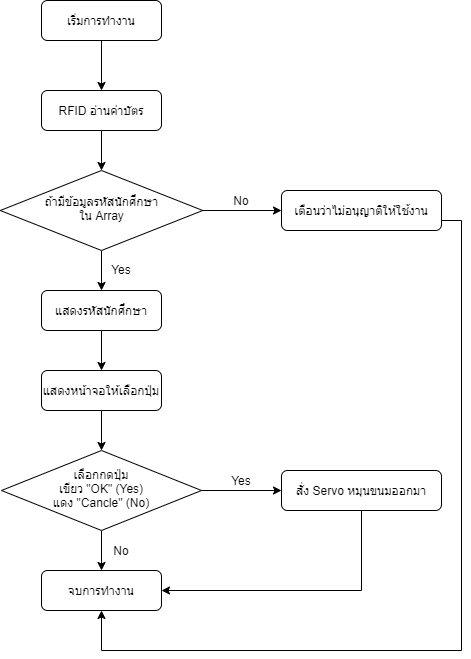 เริ่มการทำงาน
RFID อ่านค่าบัตร
ถ้ามีข้อมูลรหัสนักศึกษา
ใน Array
No
เตือนว่าไม่อนุญาติให้ใช้งาน
Yes
แสดงรหัสนักศึกษา
แสดงหน้าจอให้เลือกปุ่ม
เลือกกดปุ่ม
เขียว "OK" (Yes)
แดง "Cancle" (No)
Yes
สั่ง Servo หมุนขนมออกมา
No
จบการทำงาน